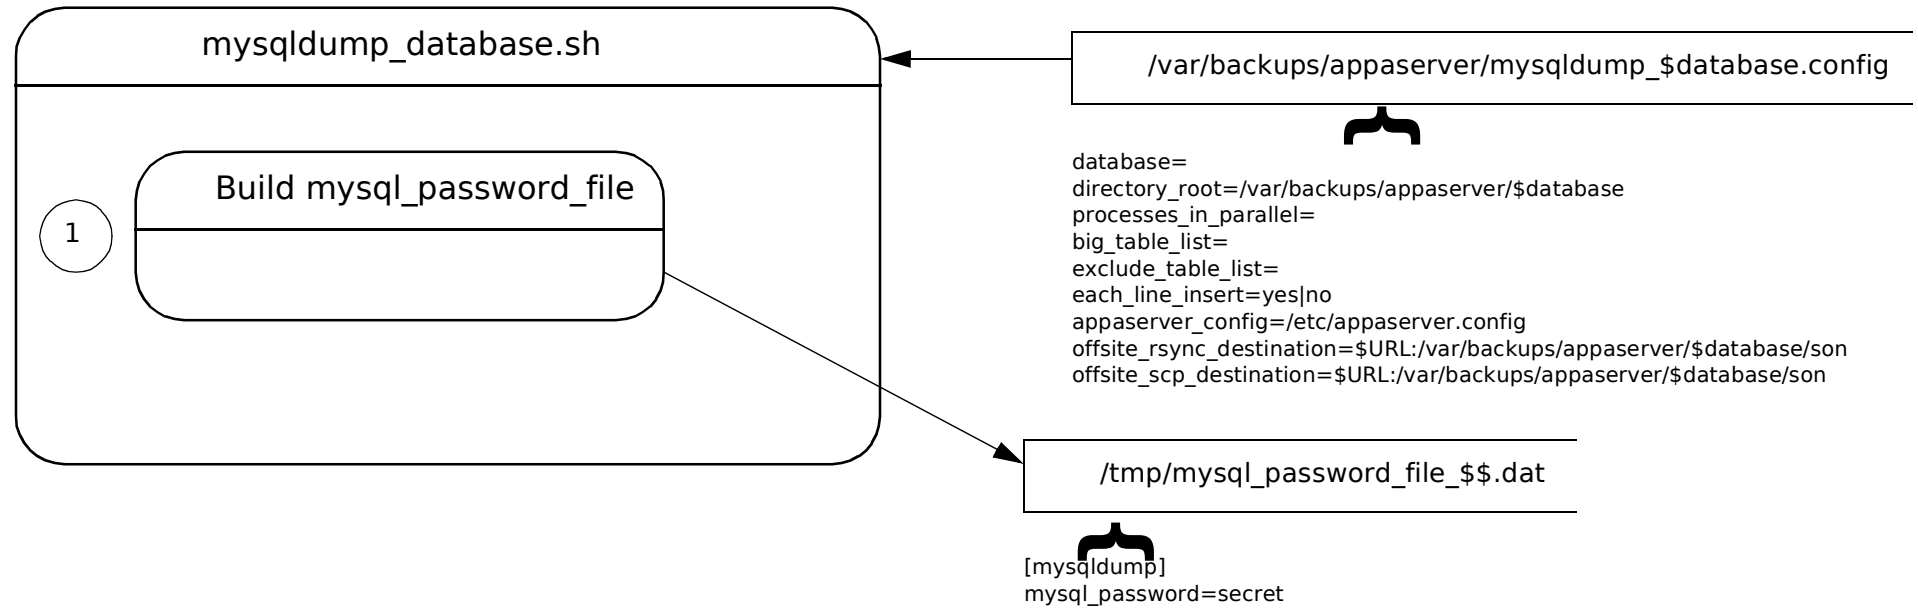 mysqldump_database.sh
/var/backups/appaserver/mysqldump_$database.config
Build mysql_password_file
1
database=
directory_root=/var/backups/appaserver/$database
processes_in_parallel=
big_table_list=
exclude_table_list=
each_line_insert=yes|no
appaserver_config=/etc/appaserver.config
offsite_rsync_destination=$URL:/var/backups/appaserver/$database/son
offsite_scp_destination=$URL:/var/backups/appaserver/$database/son
/tmp/mysql_password_file_$$.dat
[mysqldump]
mysql_password=secret